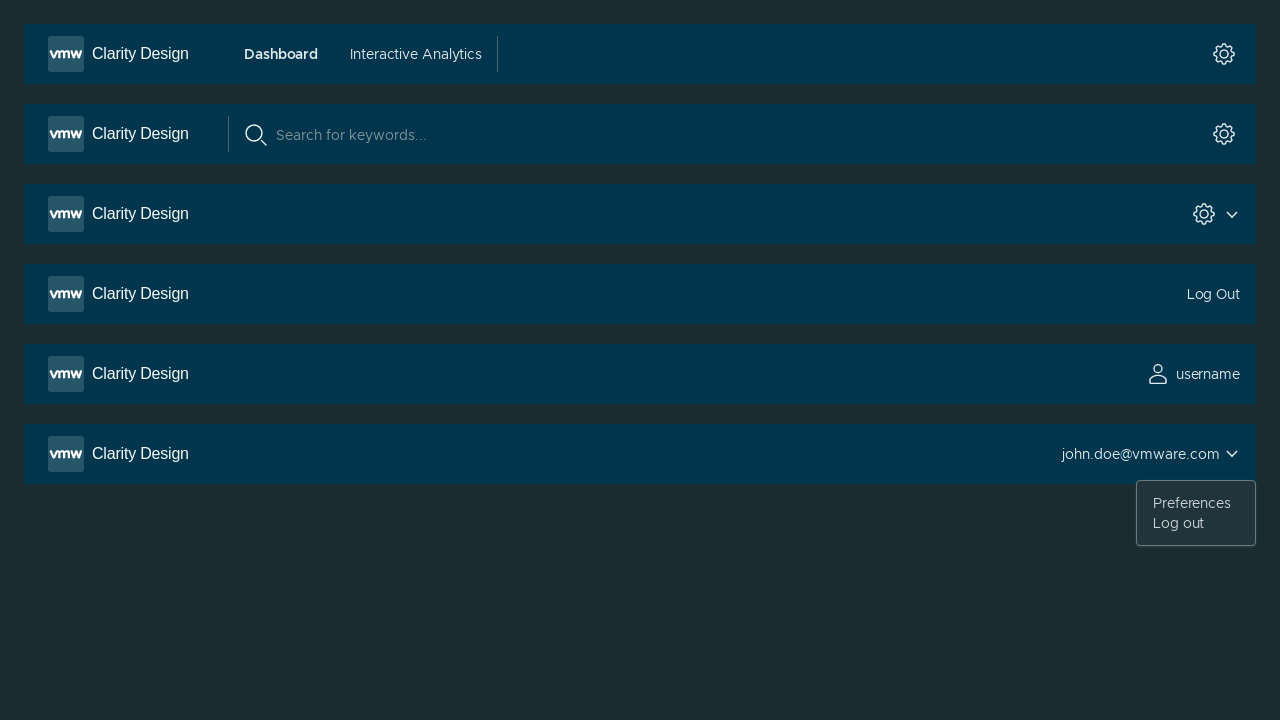 vmw Clarity Design Dashboard Interactive Analytics
vmw Clarity Design Search for keywords...
vmw Clarity Design
vmw Clarity Design Log Out
vmw Clarity Design username
vmw Clarity Design john.doe@vmware.com
Preferences
Log out